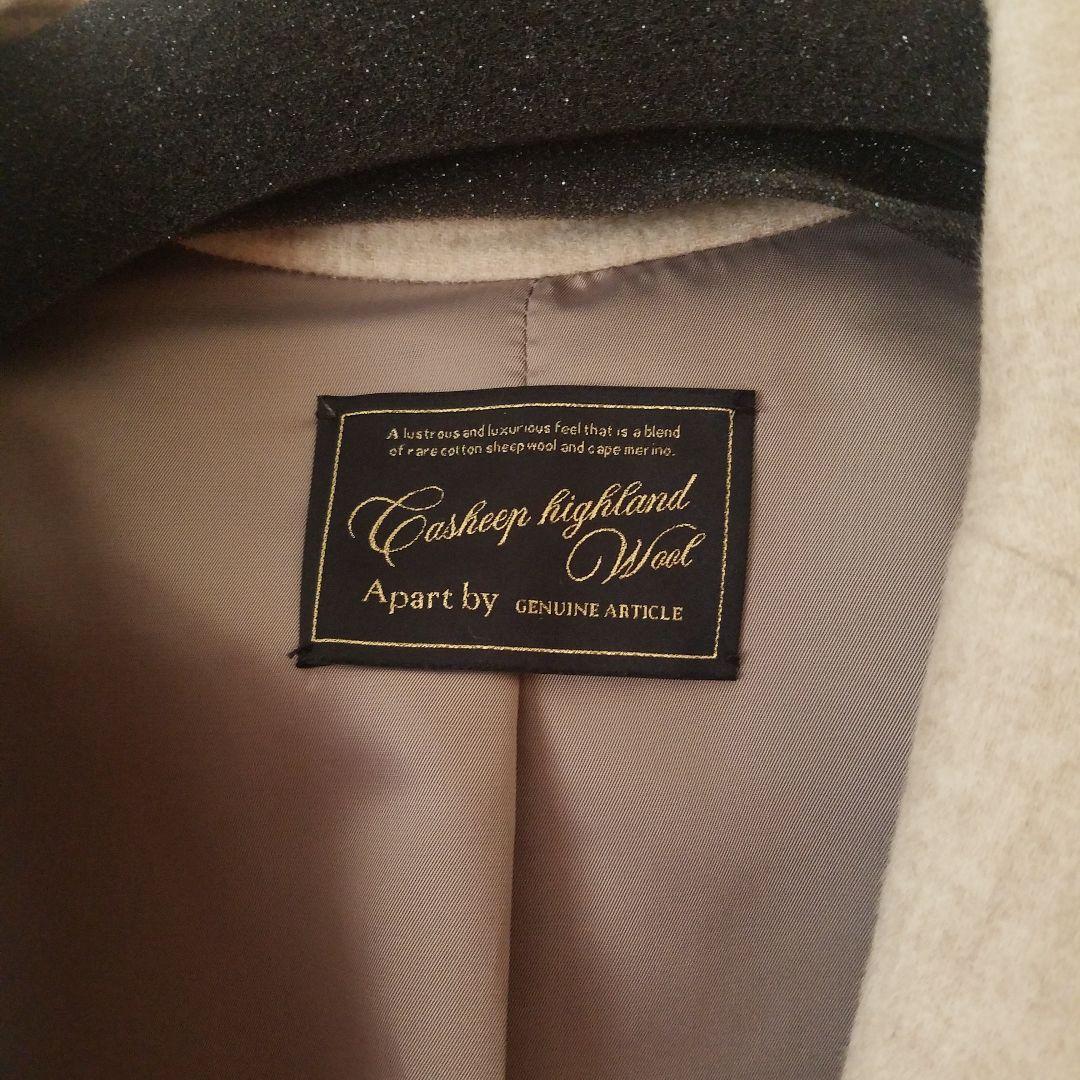 A lustrous and luxurious feel that is a blend
of rare cotton sheep wool and cape merino.
Casheep highland
Wool
Apart by GENUINE ARTICLE